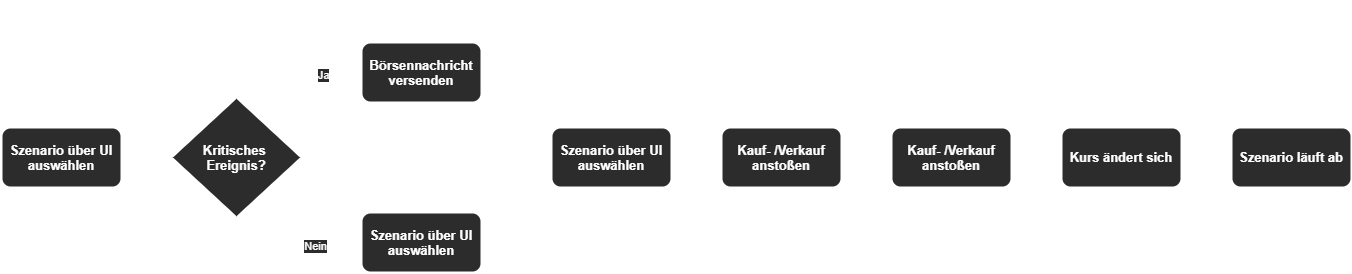 Szenario über UI
auswählen
Kritisches
Ereignis?
Ja
Börsennachricht
versenden
Nein
Szenario über UI
auswählen
Szenario über UI
auswählen
Kauf- /Verkauf
anstoßen
Kauf- /Verkauf
anstoßen
Kurs ändert sich
Szenario läuft ab